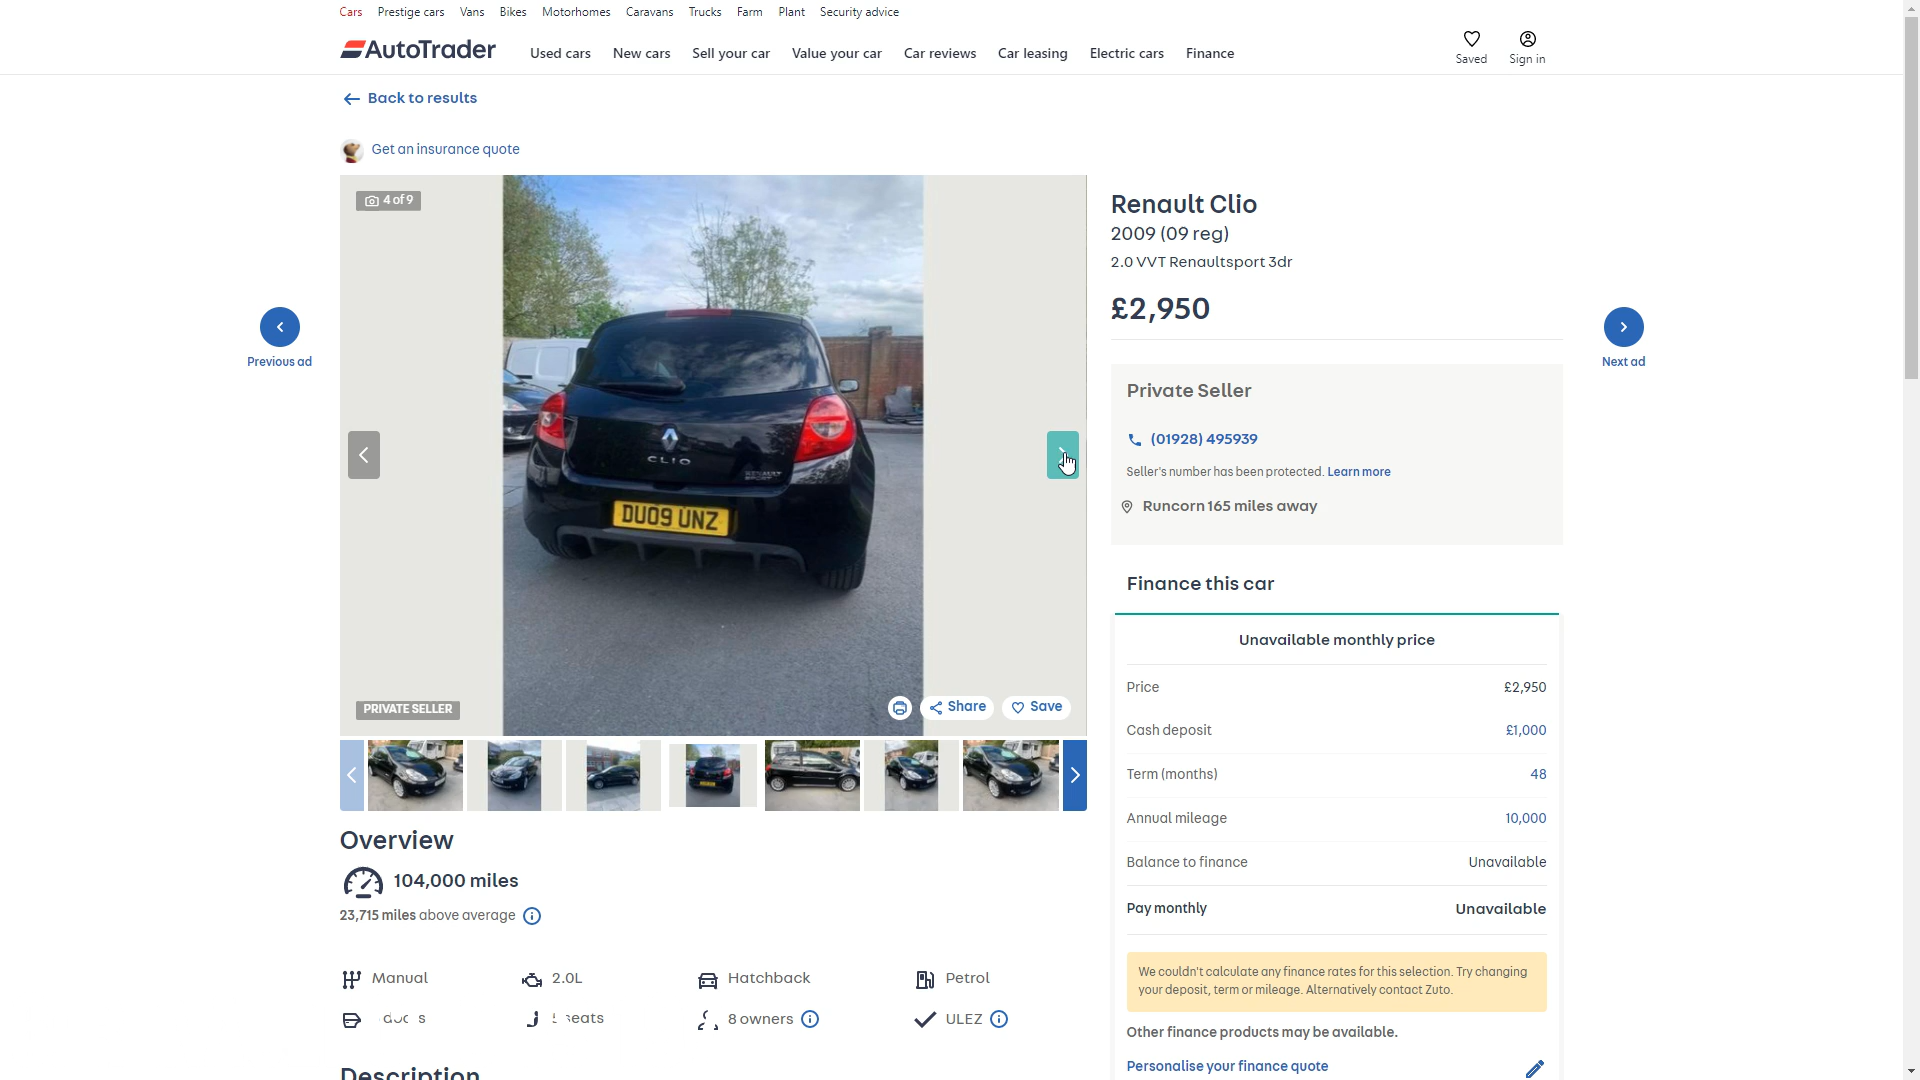 Cars Prestige cars Vans Bikes Motorhomes Caravans Trucks Farm Plant Security advice
AutoTrader
Used cars New cars Sell your car Value your car Car reviews Car leasing Electric cars Finance
Saved
Sign in
Back to results
Get an insurance quote
4 of 9
CLIO
RENAULT
SPORT
DU09 UNZ
PRIVATE SELLER
Share
Save
Previous ad
Renault Clio
2009 (09 reg)
2.0 VVT Renaultsport 3dr
£2,950
Next ad
Private Seller
(01928) 495939
Seller's number has been protected. Learn more
Runcorn 165 miles away
Finance this car
Unavailable monthly price
Price £2,950
Cash deposit £1,000
Term (months) 48
Annual mileage 10,000
Balance to finance Unavailable
Pay monthly Unavailable
We couldn't calculate any finance rates for this selection. Try changing
your deposit, term or mileage. Alternatively contact Zuto.
Other finance products may be available.
Personalise your finance quote
Overview
104,000 miles
23,715 miles above average
Manual 2.0L Hatchback Petrol
seats 8 owners ULEZ
Description